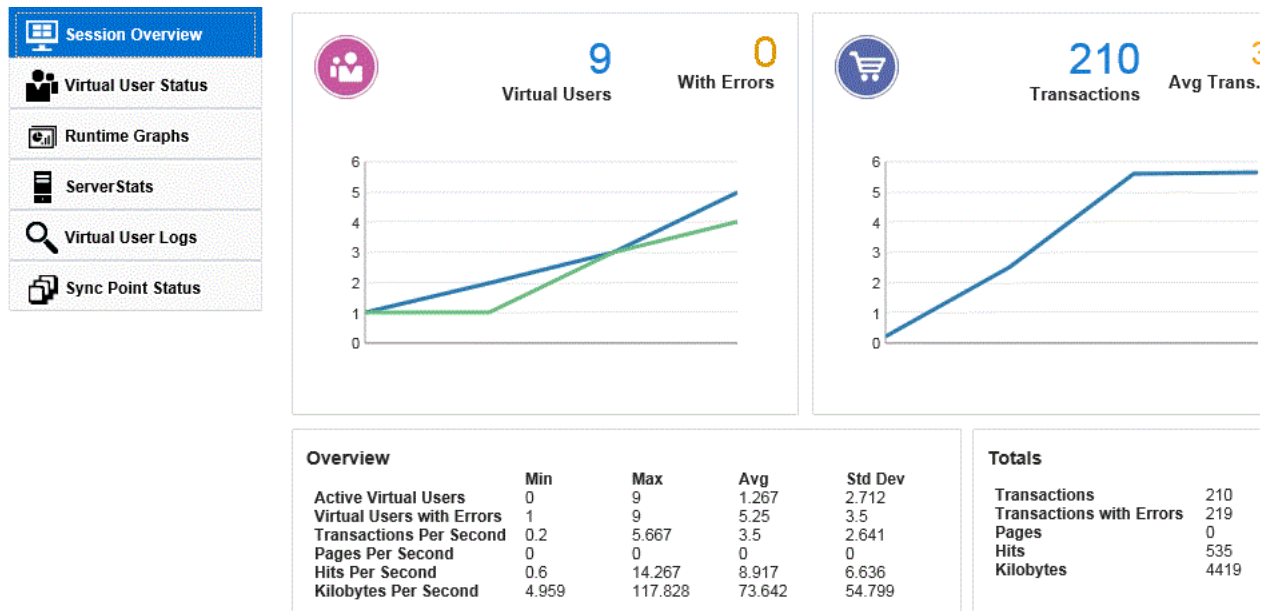 Session Overview
Virtual User Status
Runtime Graphs
ServerStats
Virtual User Logs
Sync Point Status
9
Virtual Users
0
With Errors
6
5
4
3
2
1
0
210
Transactions
Avg Trans.
6
5
4
3
2
1
0
Overview
Min Max Avg Std Dev
Active Virtual Users 0 9 1.267 2.712
Virtual Users with Errors 1 9 5.25 3.5
Transactions Per Second 0.2 5.667 3.5 2.641
Pages Per Second 0 0 0 0
Hits Per Second 0.6 14.267 8.917 6.636
Kilobytes Per Second 4.959 117.828 73.642 54.799
Totals
Transactions 210
Transactions with Errors 219
Pages 0
Hits 535
Kilobytes 4419